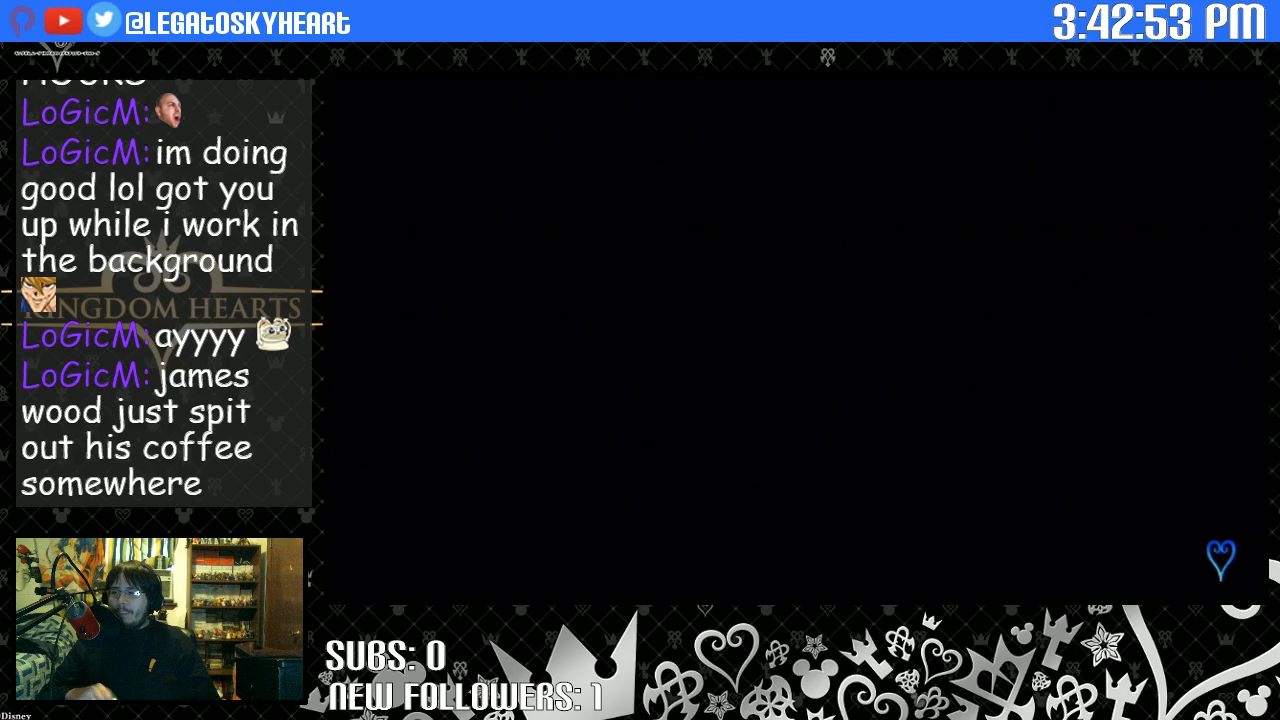 @LEGATOSKYHEART
3:42:53 PM
LoGicM:
LoGicM: im doing
good lol got you
up while i work in
the background
KINGDOM HEARTS
LoGicM: ayyyy
LoGicM: james
wood just spit
out his coffee
somewhere
SUBS: 0
NEW FOLLOWERS: 1
Disney